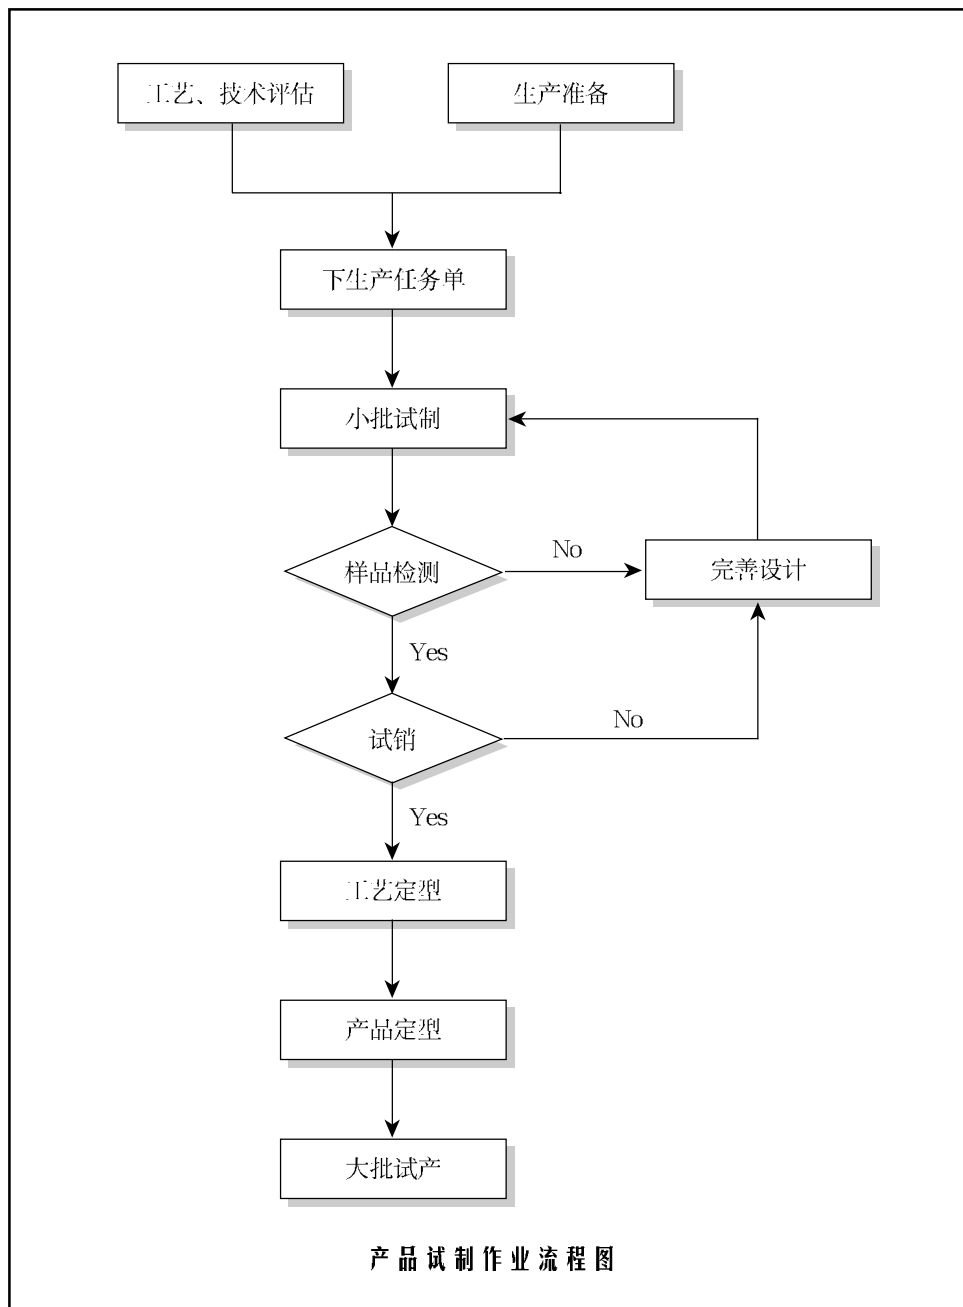 工艺、技术评估
生产准备
下生产任务单
小批试制
样品检测
No
完善设计
Yes
试销
No
Yes
工艺定型
产品定型
大批试产
产品试制作业流程图